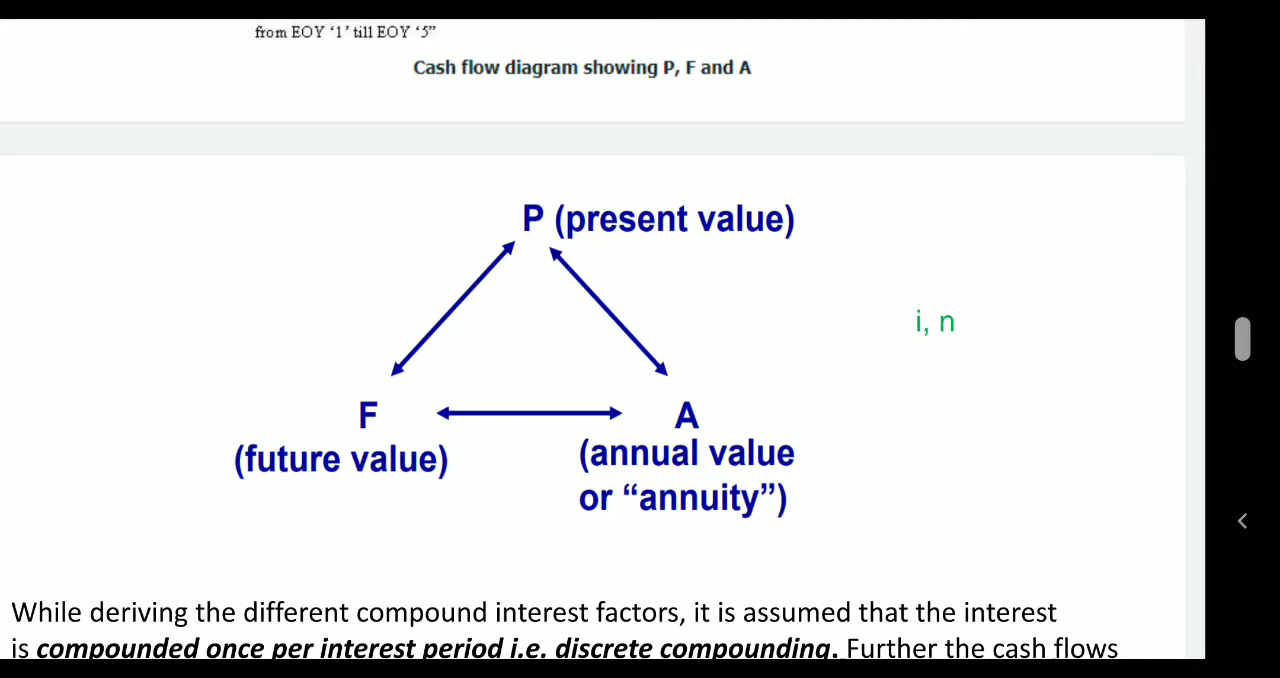 from EOY ‘1’ till EOY ‘5”
Cash flow diagram showing P, F and A
P (present value)
i, n
F
A
(future value)
(annual value
or “annuity”)
While deriving the different compound interest factors, it is assumed that the interest
is compounded once per interest period i.e. discrete compounding. Further the cash flows